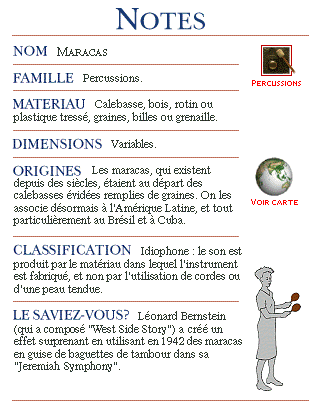 NOTES
NOM MARACAS
FAMILLE Percussions.
MATERIAU Calebasse, bois, rotin ou
plastique tressé, graines, billes ou grenaille.
DIMENSIONS Variables.
ORIGINES Les maracas, qui existent
depuis des siècles, étaient au départ des
calebasses évidées remplies de graines. On les
associe désormais à l'Amérique Latine, et tout
particulièrement au Brésil et à Cuba.
CLASSIFICATION Idiophone : le son est
produit par le matériau dans lequel l'instrument
est fabriqué, et non par l'utilisation de cordes ou
d'une peau tendue.
LE SAVIEZ-VOUS? Léonard Bernstein
(qui a composé "West Side Story") a créé un
effet surprenant en utilisant en 1942 des maracas
en guise de baguettes de tambour dans sa
"Jeremiah Symphony".
PERCUSSIONS
VOIR CARTE